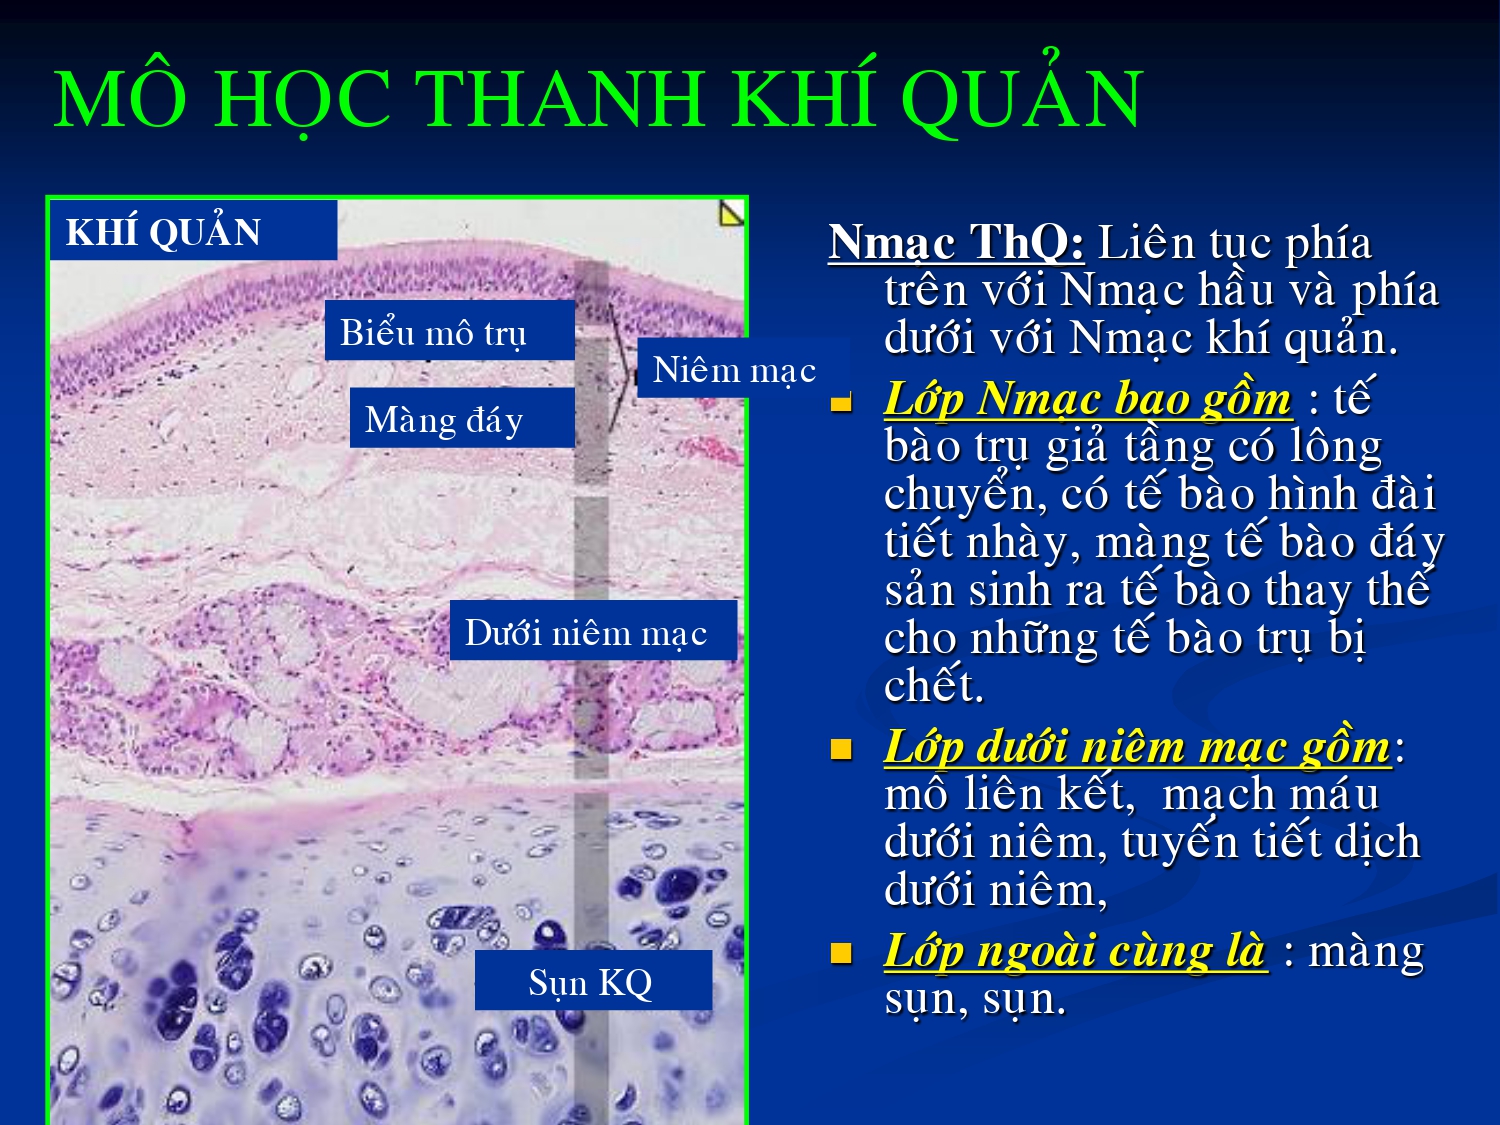 MÔ HỌC THANH KHÍ QUẢN
KHÍ QUẢN
Biểu mô trụ
Niêm mạc
Màng đáy
Dưới niêm mạc
Sụn KQ
Nmạc ThQ: Liên tục phía
trên với Nmạc hầu và phía
dưới với Nmạc khí quản.
Lớp Nmạc bao gồm : tế
bào trụ giả tầng có lông
chuyển, có tế bào hình đài
tiết nhày, màng tế bào đáy
sản sinh ra tế bào thay thế
cho những tế bào trụ bị
chết.
Lớp dưới niêm mạc gồm:
mô liên kết, mạch máu
dưới niêm, tuyến tiết dịch
dưới niêm,
Lớp ngoài cùng là : màng
sụn, sụn.